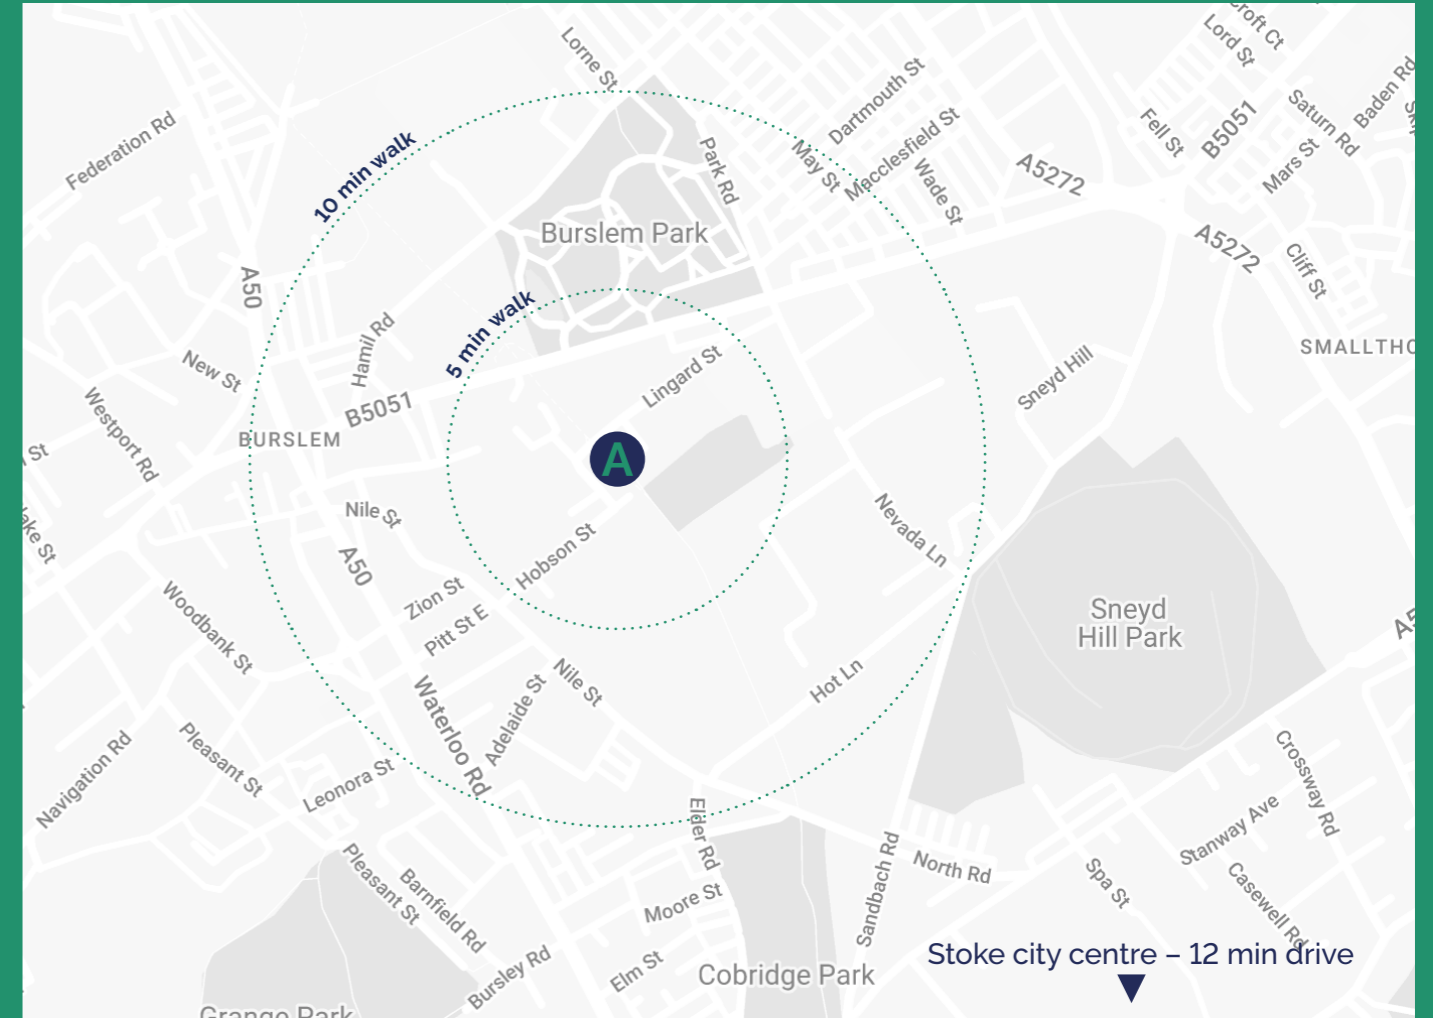 Croft Ct
Lord St
Lorne St
Dartmouth St
Baden Rd
Saturn Rd
Fell St
B5051
Federation Rd
10 min walk
Park Rd
May St
Macclesfield St
Wade St
A5272
Mars St
Burslem Park
A5272
Cliff St
A50
5 min walk
Hamil Rd
New St
Lingard St
Sneyd Hill
SMALLTHO
Westport Rd
B5051
BURSLEM
A
St
Nile St
Nevada Ln
lake St
A50
Hobson St
Zion St
Pitt St E
Woodbank St
Sneyd
Hill Park
A5
Nile St
Hot Ln
Waterloo Rd
Adelaide St
Navigation Rd
Pleasant St
Leonora St
Crossway Rd
Elder Rd
Stanway Ave
Pleasant St
Barnfield Rd
Sandbach Rd
North Rd
Spa St
Casewell Rd
Moore St
Stoke city centre – 12 min drive
Bursley Rd
Elm St
Cobridge Park
Grange Park